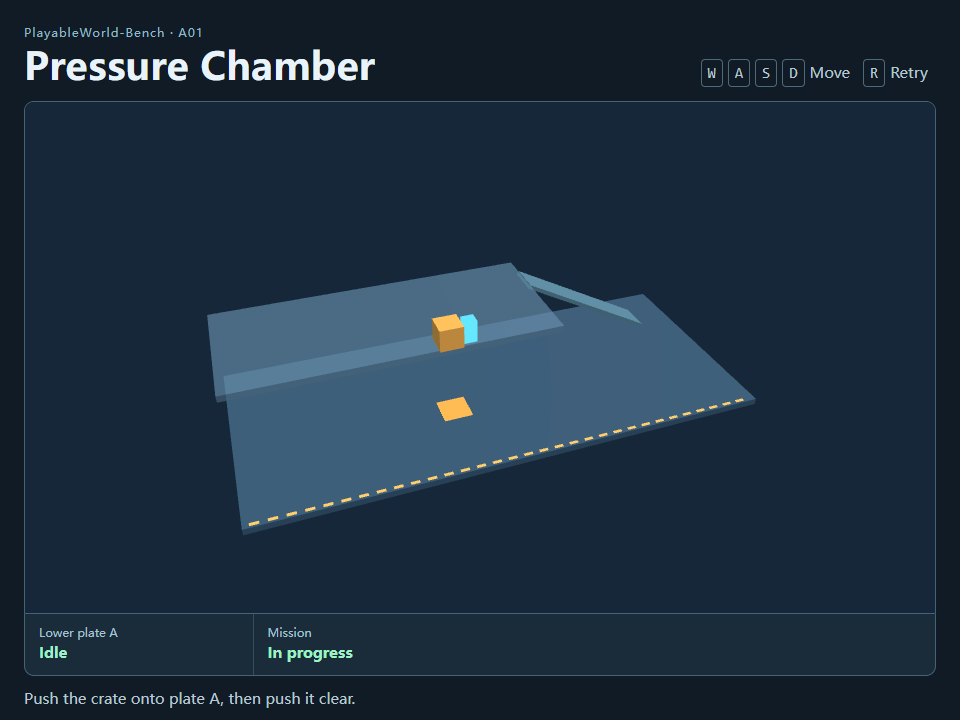 PlayableWorld-Bench · A01
Pressure Chamber
W A S D Move R Retry
Lower plate A
Idle
Mission
In progress
Push the crate onto plate A, then push it clear.